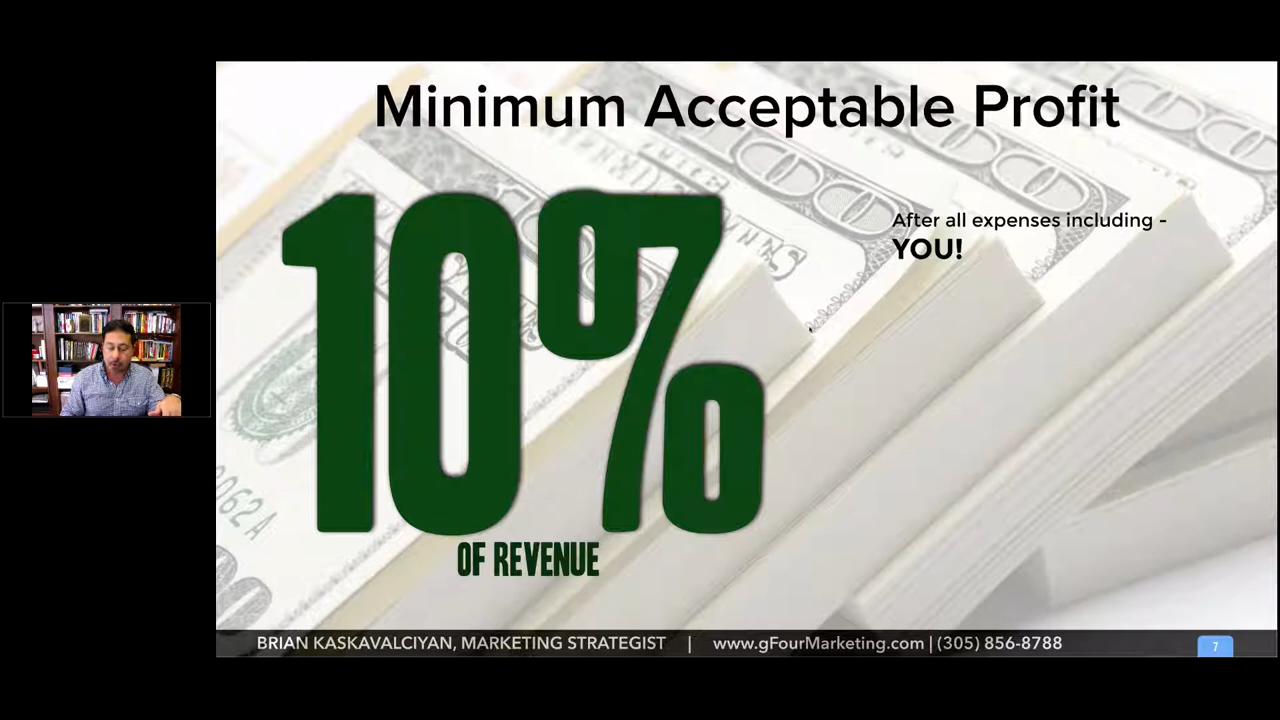 Minimum Acceptable Profit
After all expenses including -
YOU!
10%
OF REVENUE
BRIAN KASKAVALCIYAN, MARKETING STRATEGIST | www.gFourMarketing.com | (305) 856-8788
7